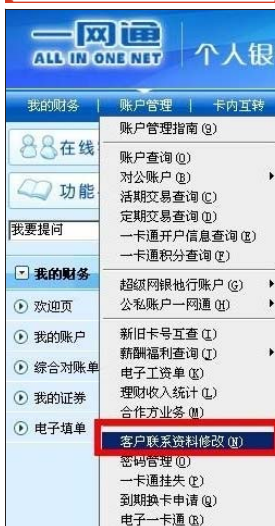 一网通
ALL IN ONE NET
个人银
我的财务 | 账户管理 | 卡内互转
账户管理指南(9)
在线
功能
我要提问
我的财务
欢迎页
我的账户
综合对账单
我的证券
电子填单
账户查询(0)
对公账户(B)
活期交易查询(C)
定期交易查询(D)
一卡通开户信息查询(E)
一卡通积分查询(F)
超级网银他行账户(G)
公私账户一网通(H)
新旧卡号互查(I)
薪酬福利查询(J)
电子工资单(K)
理财收入统计(L)
合作方业务(M)
客户联系资料修改(N)
密码管理(O)
一卡通挂失(P)
到期换卡申请(Q)
电子一卡通(R)